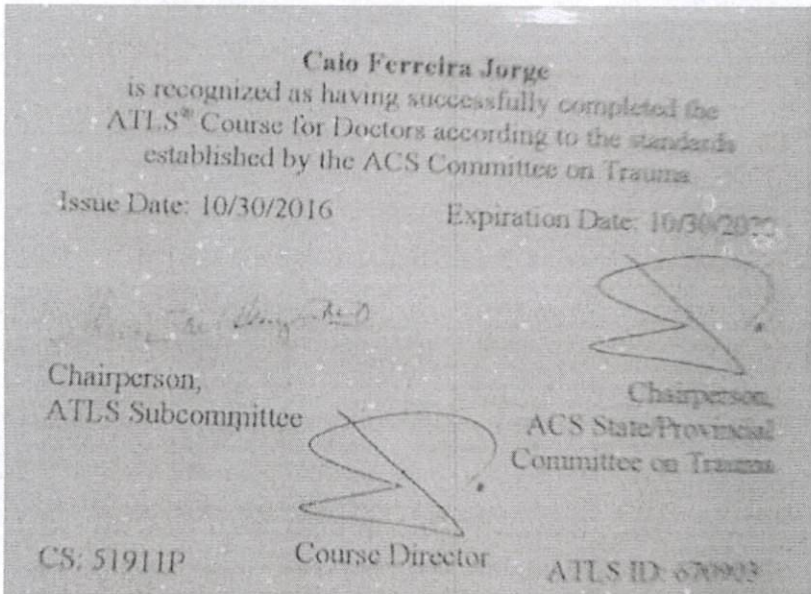 Caio Ferreira Jorge
is recognized as having successfully completed the
ATLS® Course for Doctors according to the standards
established by the ACS Committee on Trauma
Issue Date: 10/30/2016
Expiration Date:
Chairperson,
ATLS Subcommittee
Chairperson,
ACS State/Provincial
Committee on Trauma
Course Director
CS: 51911P
ATLS ID: 670903